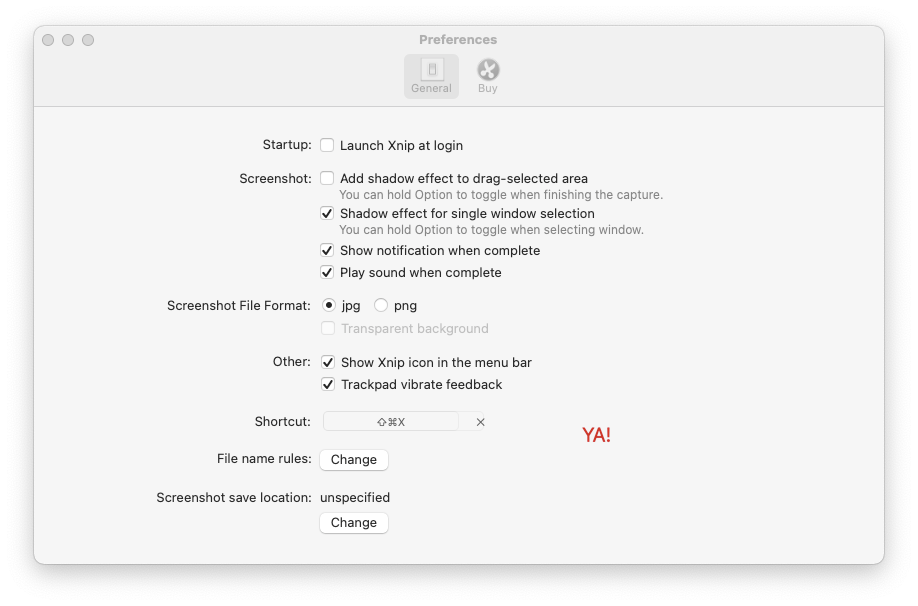 Preferences
General Buy
Startup: Launch Xnip at login
Screenshot: Add shadow effect to drag-selected area
You can hold Option to toggle when finishing the capture.
Shadow effect for single window selection
You can hold Option to toggle when selecting window.
Show notification when complete
Play sound when complete
Screenshot File Format: jpg png
Transparent background
Other: Show Xnip icon in the menu bar
Trackpad vibrate feedback
Shortcut: ⇧⌘X ×
YA!
File name rules: Change
Screenshot save location: unspecified
Change